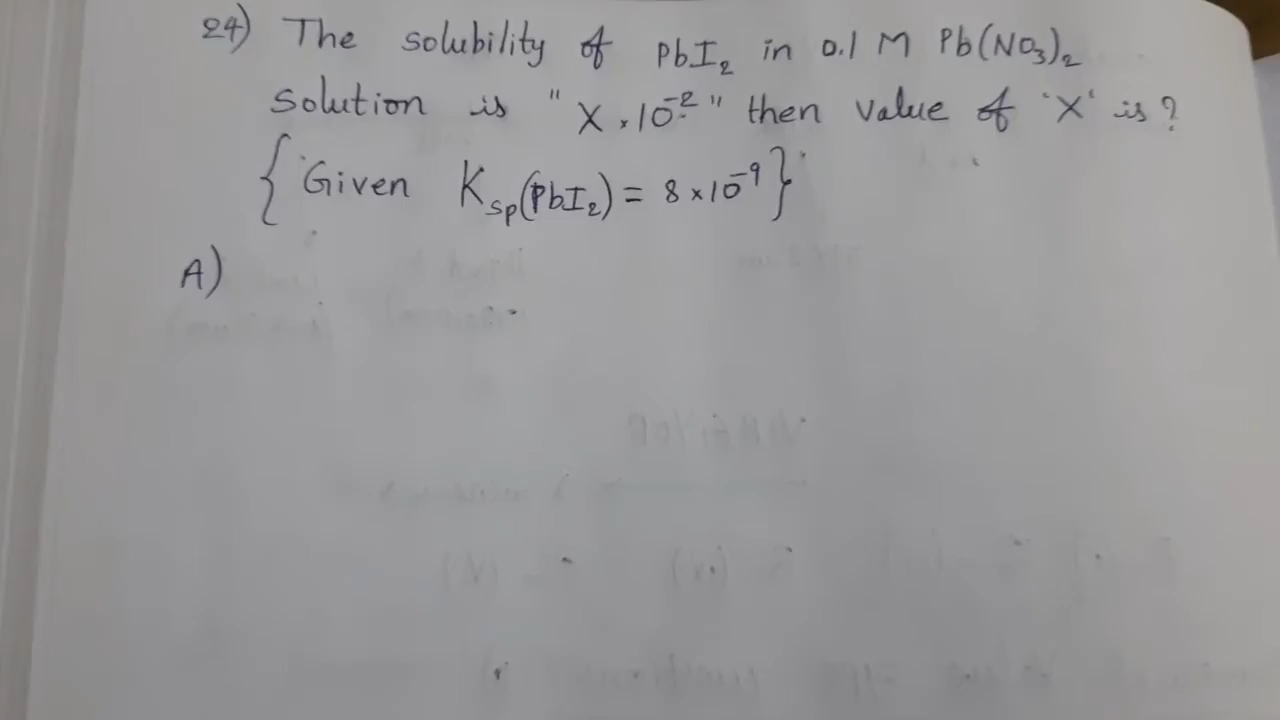 24) The solubility of PbI₂ in 0.1 M Pb(NO₃)₂
Solution is "X × 10⁻²" then value of 'X' is?
{Given Ksp(PbI₂) = 8×10⁻⁹}
A)